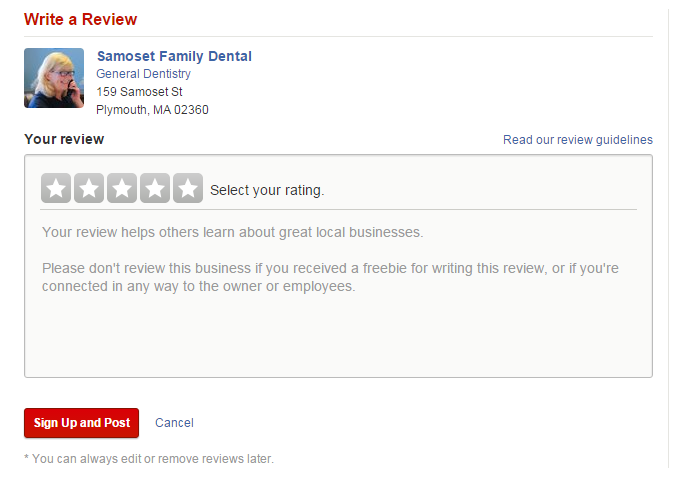 Write a Review
Samoset Family Dental
General Dentistry
159 Samoset St
Plymouth, MA 02360
Your review
Read our review guidelines
Select your rating.
Your review helps others learn about great local businesses.
Please don't review this business if you received a freebie for writing this review, or if you're
connected in any way to the owner or employees.
Sign Up and Post
Cancel
* You can always edit or remove reviews later.